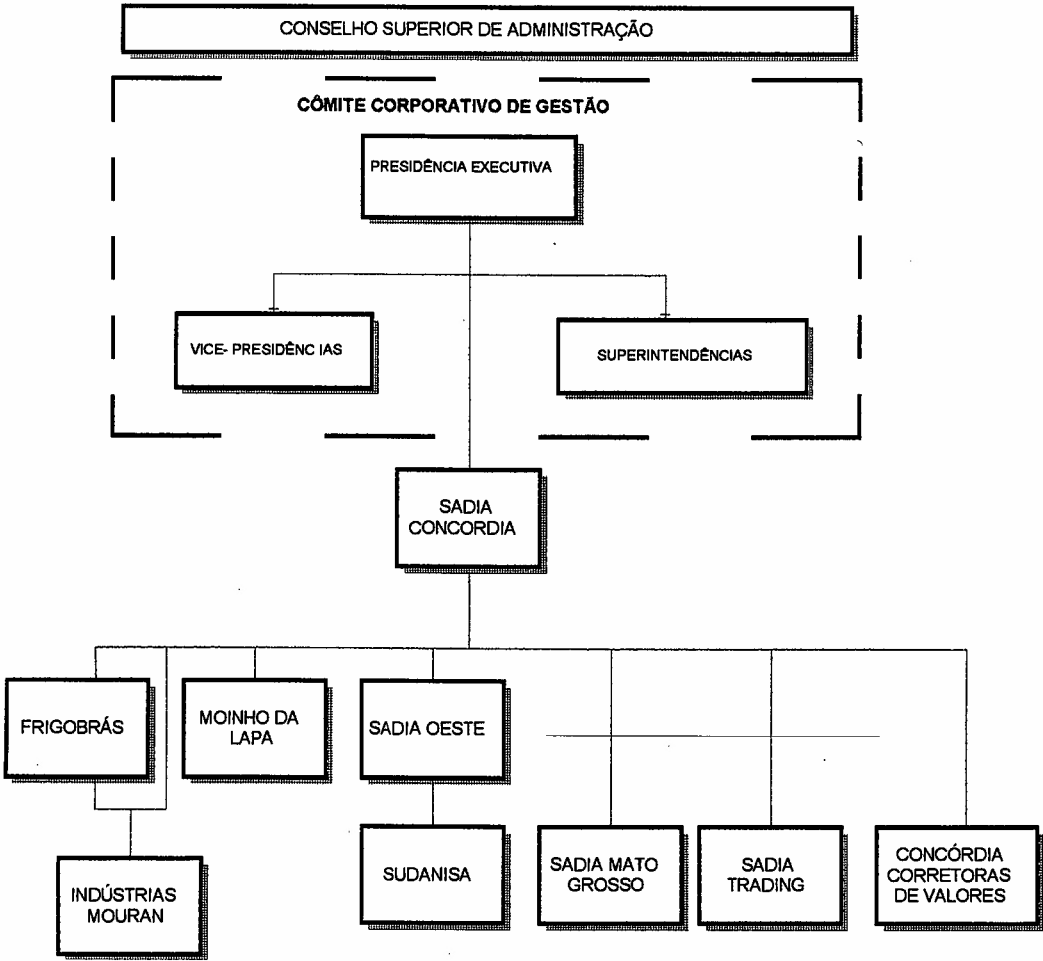 CONSELHO SUPERIOR DE ADMINISTRAÇÃO
CÔMITE CORPORATIVO DE GESTÃO
PRESIDÊNCIA EXECUTIVA
VICE- PRESIDÊNC IAS
SUPERINTENDÊNCIAS
SADIA
CONCORDIA
FRIGOBRÁS
MOINHO DA
LAPA
SADIA OESTE
INDÚSTRIAS
MOURAN
SUDANISA
SADIA MATO
GROSSO
SADIA
TRADING
CONCÓRDIA
CORRETORAS
DE VALORES